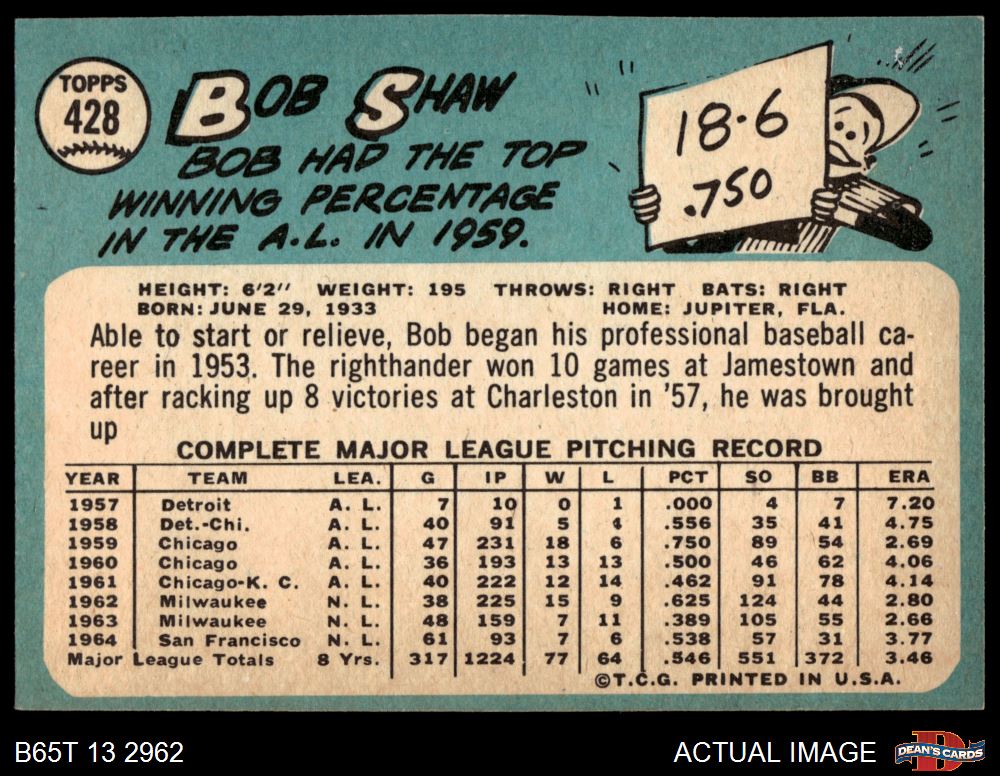 TOPPS
428
BOB SHAW
BOB HAD THE TOP
WINNING PERCENTAGE
IN THE A.L. IN 1959.
18-6
.750
HEIGHT: 6'2" WEIGHT: 195 THROWS: RIGHT BATS: RIGHT
BORN: JUNE 29, 1933 HOME: JUPITER, FLA.
Able to start or relieve, Bob began his professional baseball ca-
reer in 1953. The righthander won 10 games at Jamestown and
after racking up 8 victories at Charleston in '57, he was brought
up
COMPLETE MAJOR LEAGUE PITCHING RECORD
YEAR TEAM LEA. G IP W L PCT SO BB ERA
1957 Detroit A. L. 7 10 0 1 .000 4 7 7.20
1958 Det.-Chi. A. L. 40 91 5 4 .556 35 41 4.75
1959 Chicago A. L. 47 231 18 6 .750 89 54 2.69
1960 Chicago A. L. 36 193 13 13 .500 46 62 4.06
1961 Chicago-K. C. A. L. 40 222 12 14 .462 91 78 4.14
1962 Milwaukee N. L. 38 225 15 9 .625 124 44 2.80
1963 Milwaukee N. L. 48 159 7 11 .389 105 55 2.66
1964 San Francisco N. L. 61 93 7 6 .538 57 31 3.77
Major League Totals 8 Yrs. 317 1224 77 64 .546 551 372 3.46
©T.C.G. PRINTED IN U.S.A.
B65T 13 2962 ACTUAL IMAGE DEAN'S CARDS